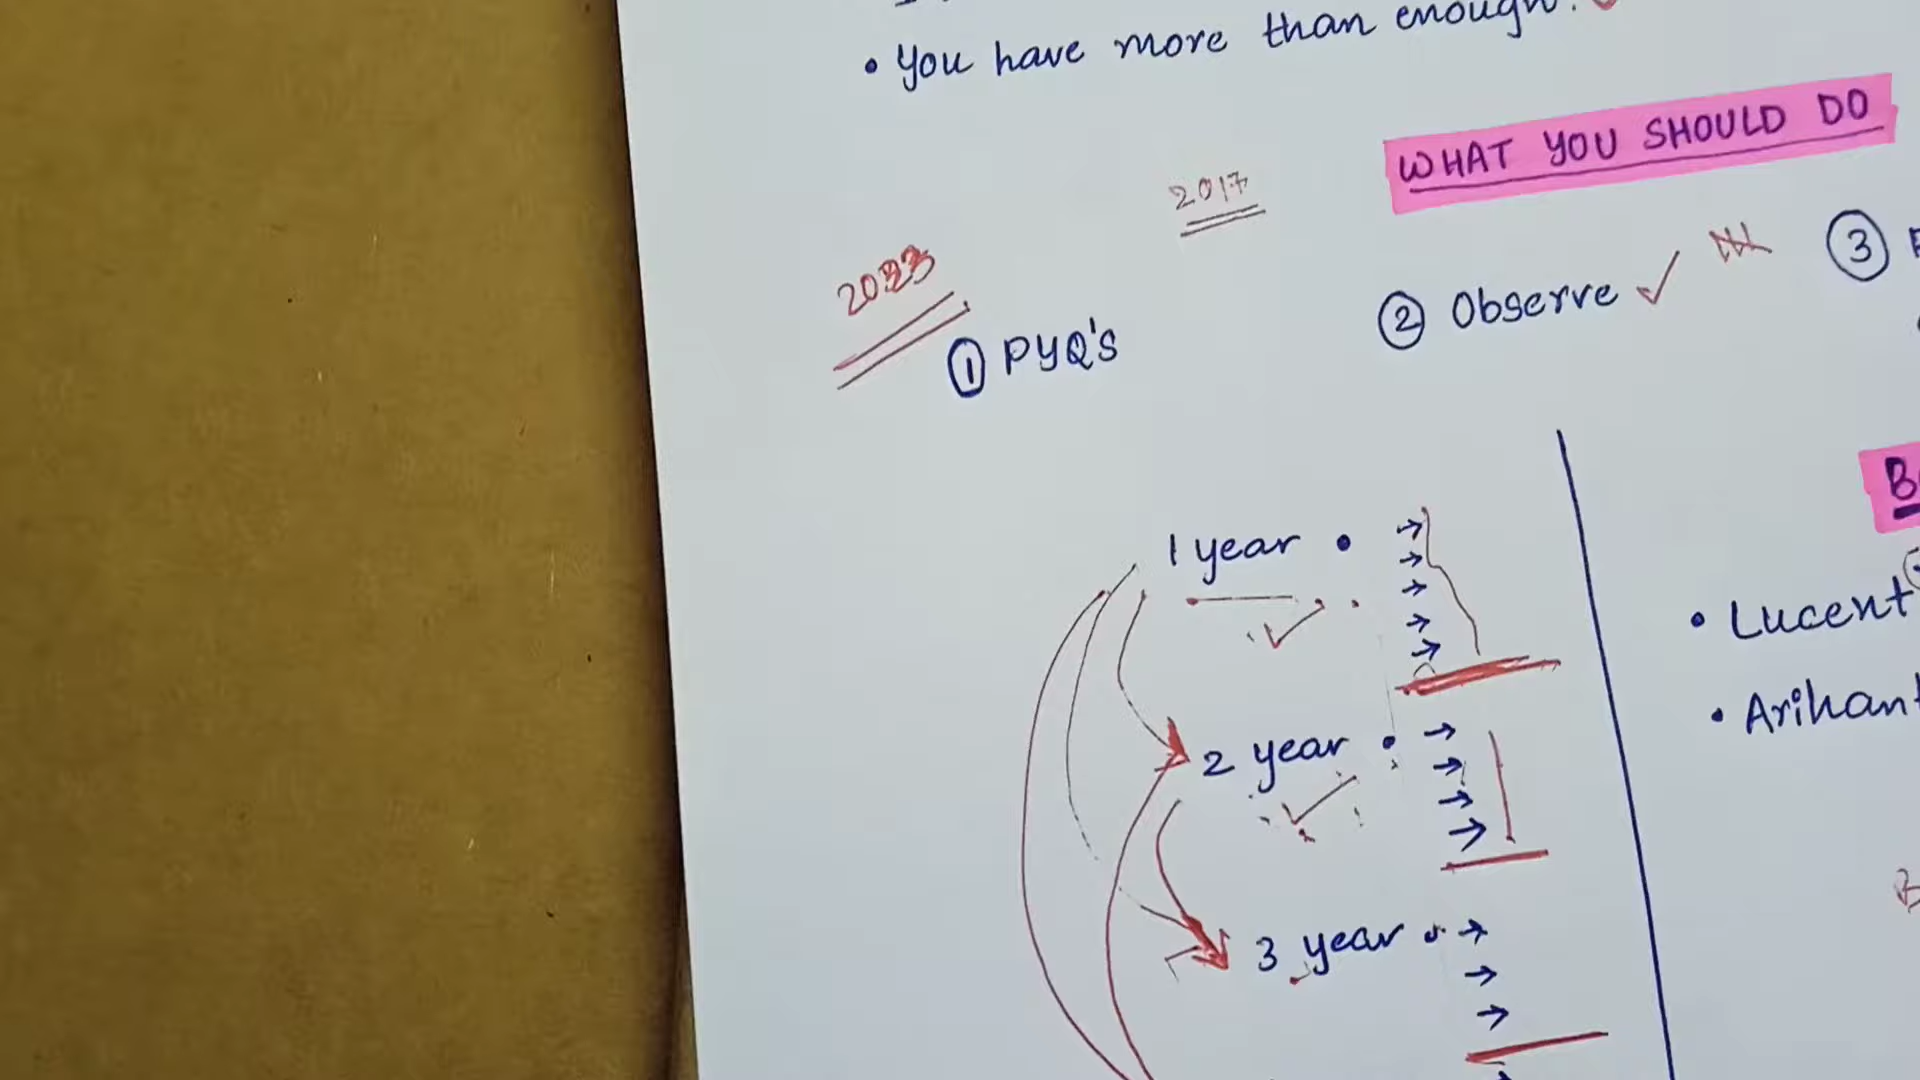 • You have more than enough.
WHAT YOU SHOULD DO
2017
2023
① PYQ's
② Observe ✓
③
1 year • →
2 year • →
3 year • →
• Lucent
• Arihant